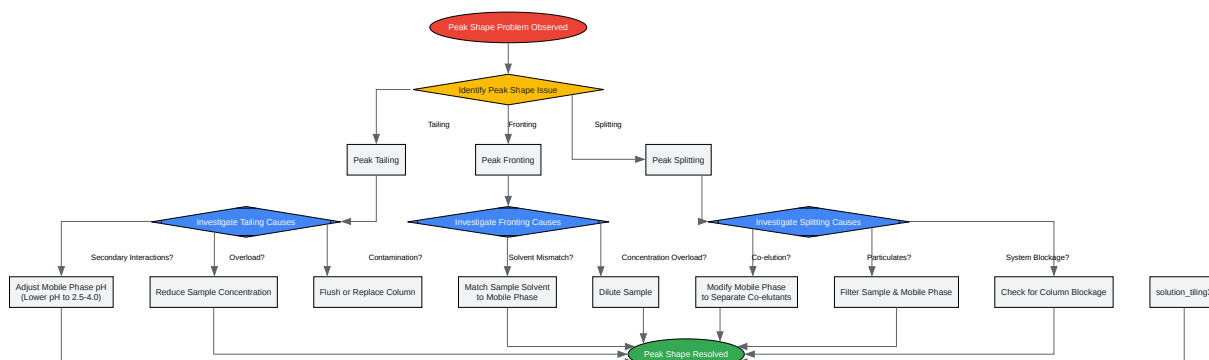 Peak Shape Problem Observed
Identify Peak Shape Issue
Tailing
Fronting
Splitting
Peak Tailing
Peak Fronting
Peak Splitting
Investigate Tailing Causes
Investigate Fronting Causes
Investigate Splitting Causes
Secondary Interactions?
Overload?
Contamination?
Solvent Mismatch?
Concentration Overload?
Co-elution?
Particulates?
System Blockage?
Adjust Mobile Phase pH
(Lower pH to 2.5-4.0)
Reduce Sample Concentration
Flush or Replace Column
Match Sample Solvent
to Mobile Phase
Dilute Sample
Modify Mobile Phase
to Separate Co-elutants
Filter Sample & Mobile Phase
Check for Column Blockage
solution_tiling
Peak Shape Resolved